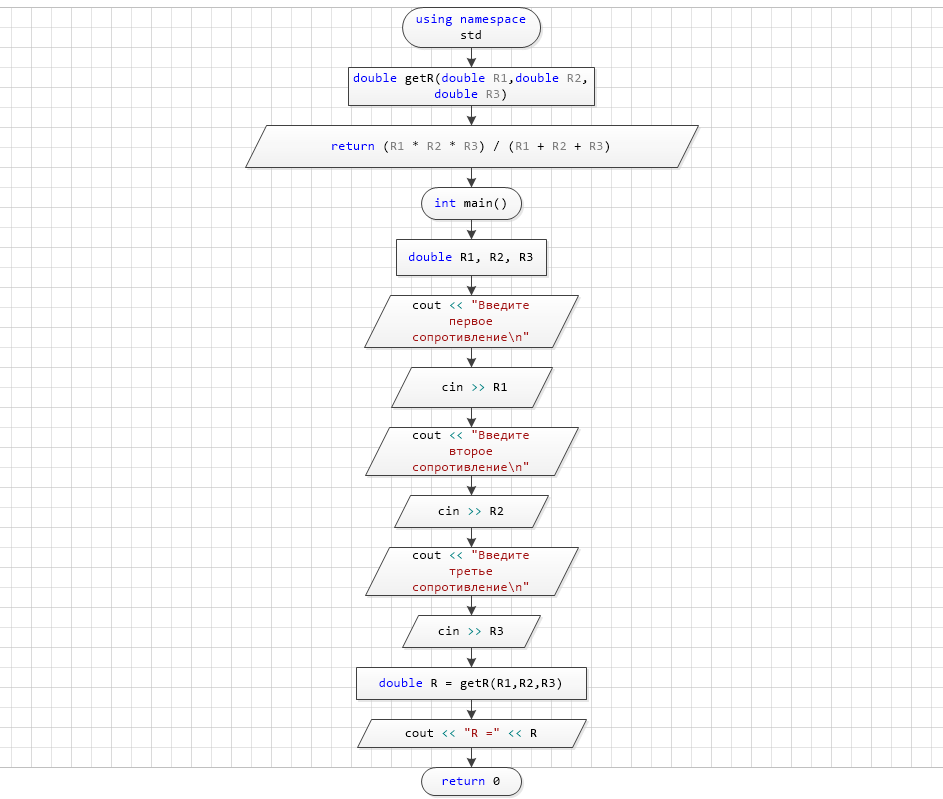 using namespace
std
double getR(double R1,double R2,
double R3)
return (R1 * R2 * R3) / (R1 + R2 + R3)
int main()
double R1, R2, R3
cout << "Введите
первое
сопротивление\n"
cin >> R1
cout << "Введите
второе
сопротивление\n"
cin >> R2
cout << "Введите
третье
сопротивление\n"
cin >> R3
double R = getR(R1,R2,R3)
cout << "R =" << R
return 0